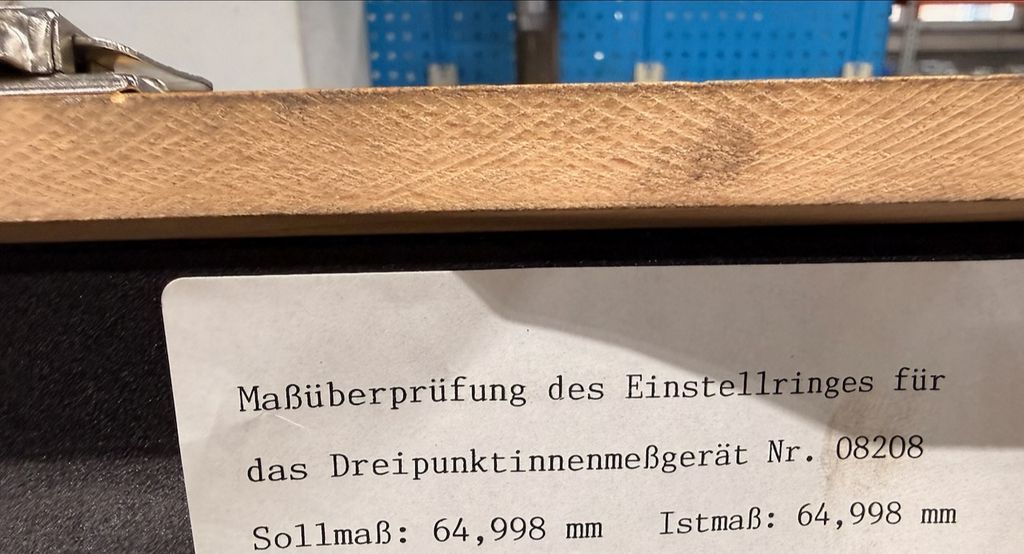 Maßüberprüfung des Einstellringes für
das Dreipunktinnenmeßgerät Nr. 08208
Sollmaß: 64,998 mm Istmaß: 64,998 mm